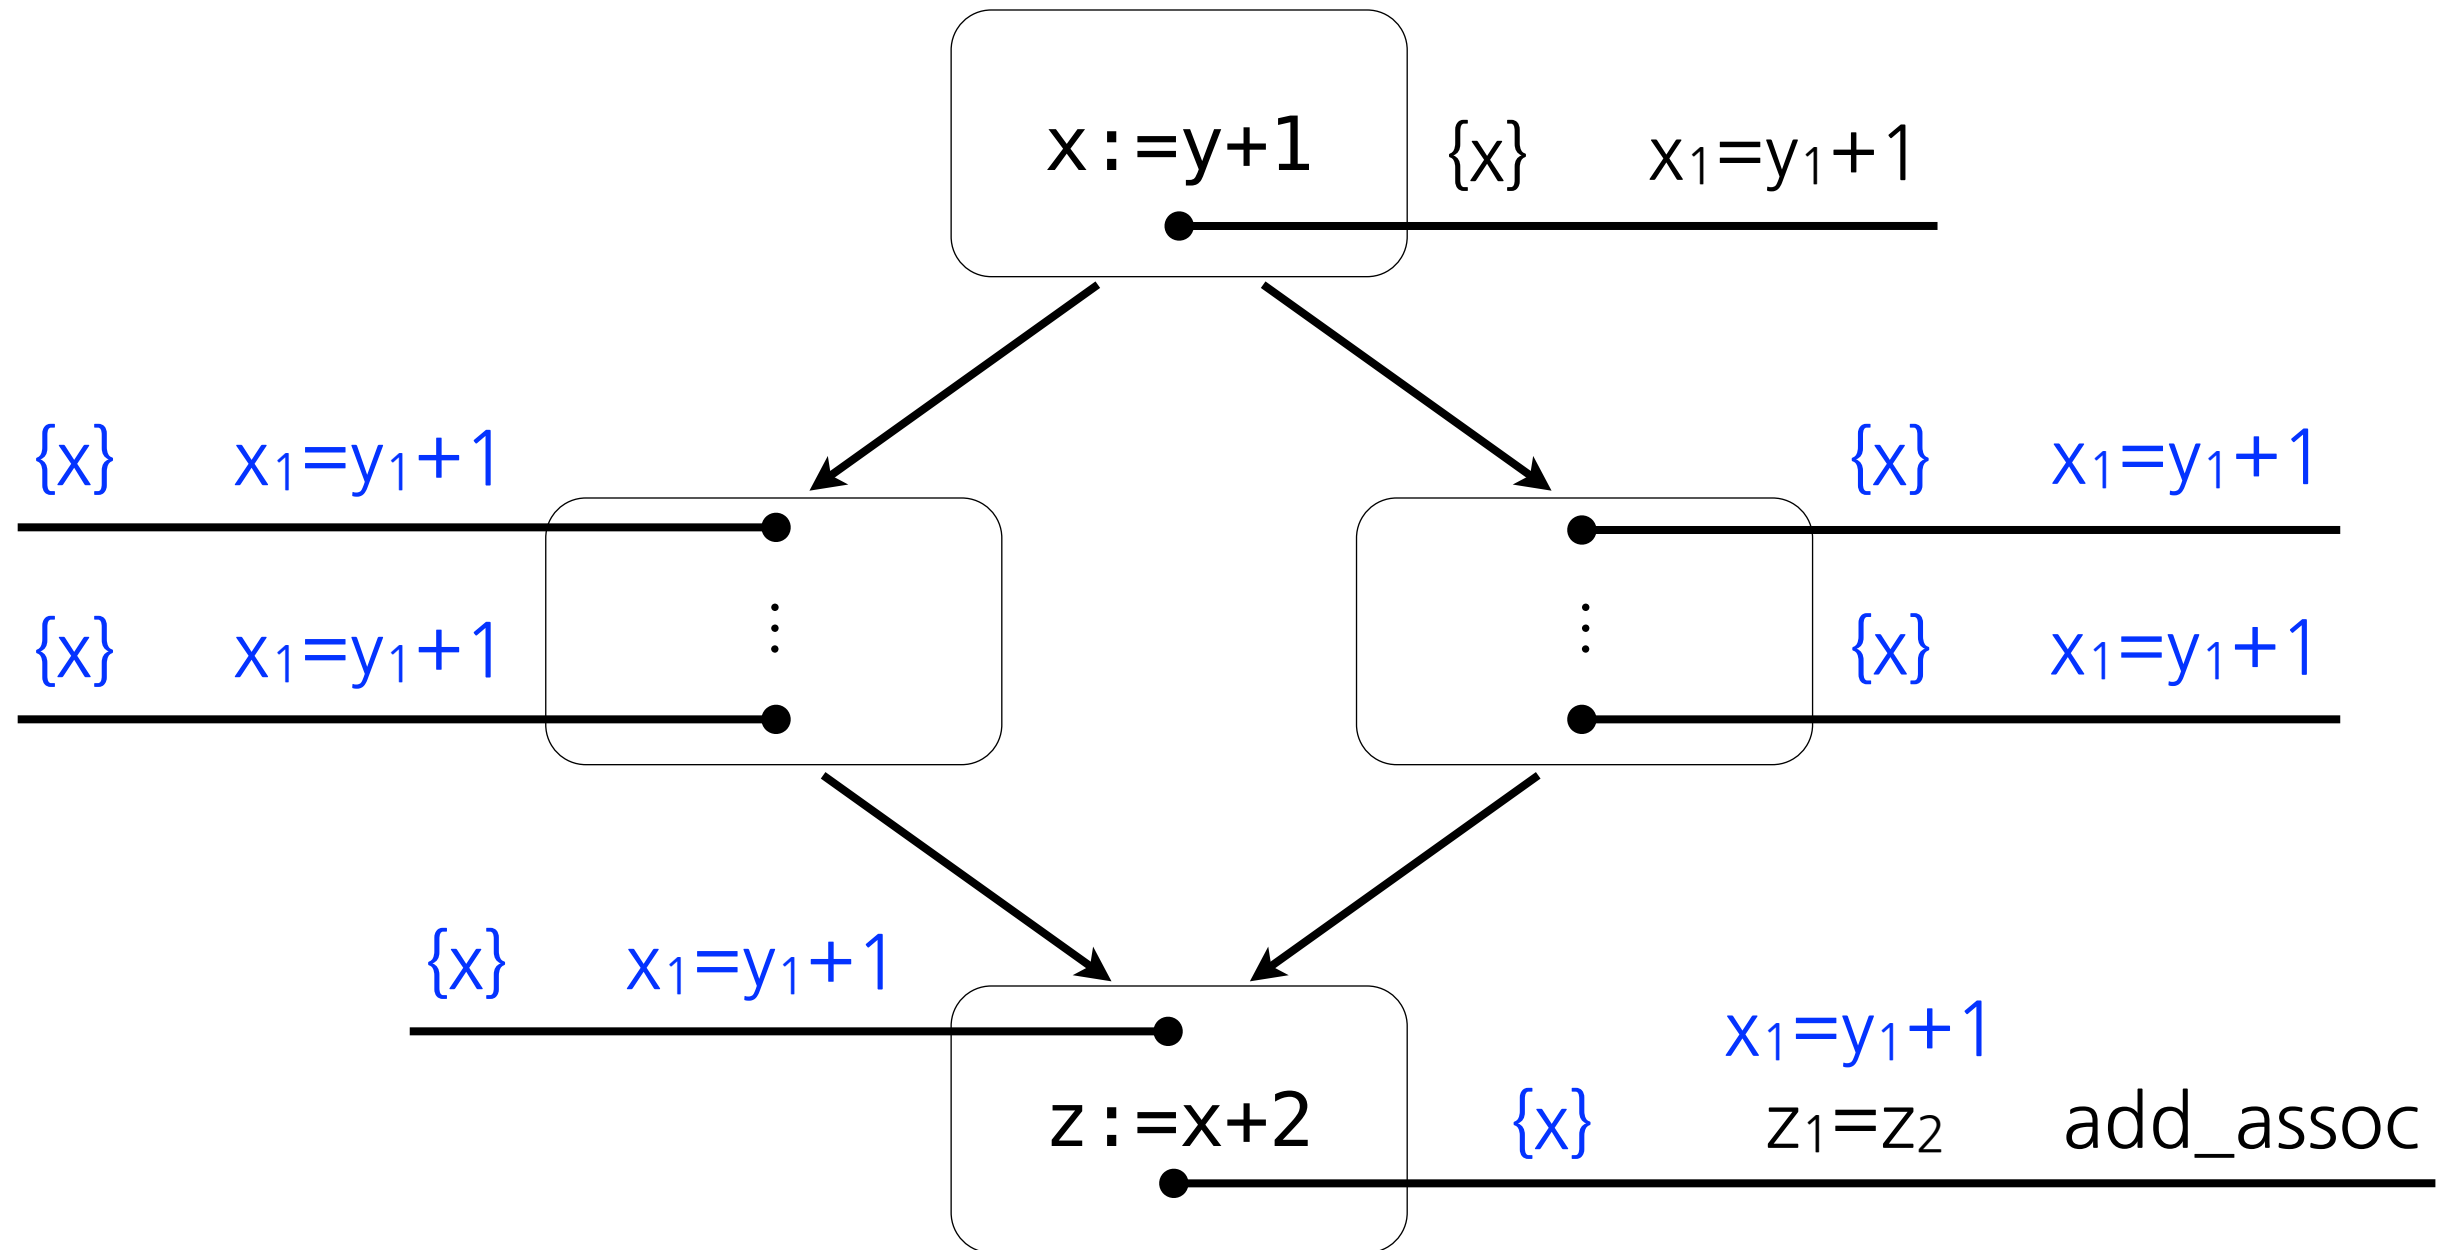 x:=y+1
{x} x₁=y₁+1
{x} x₁=y₁+1
{x} x₁=y₁+1
{x} x₁=y₁+1
{x} x₁=y₁+1
{x} x₁=y₁+1
x₁=y₁+1
z:=x+2
{x} z₁=z₂ add_assoc